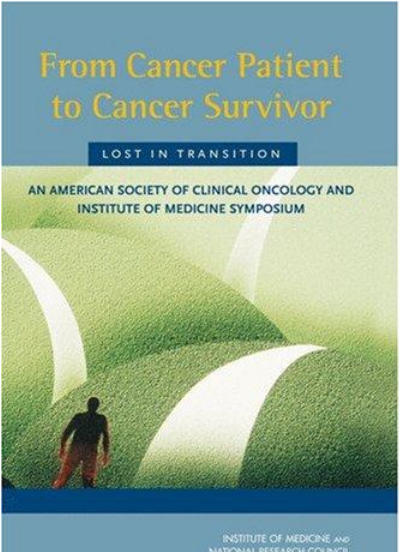 From Cancer Patient
to Cancer Survivor
LOST IN TRANSITION
AN AMERICAN SOCIETY OF CLINICAL ONCOLOGY AND
INSTITUTE OF MEDICINE SYMPOSIUM
INSTITUTE OF MEDICINE AND
NATIONAL RESEARCH COUNCIL